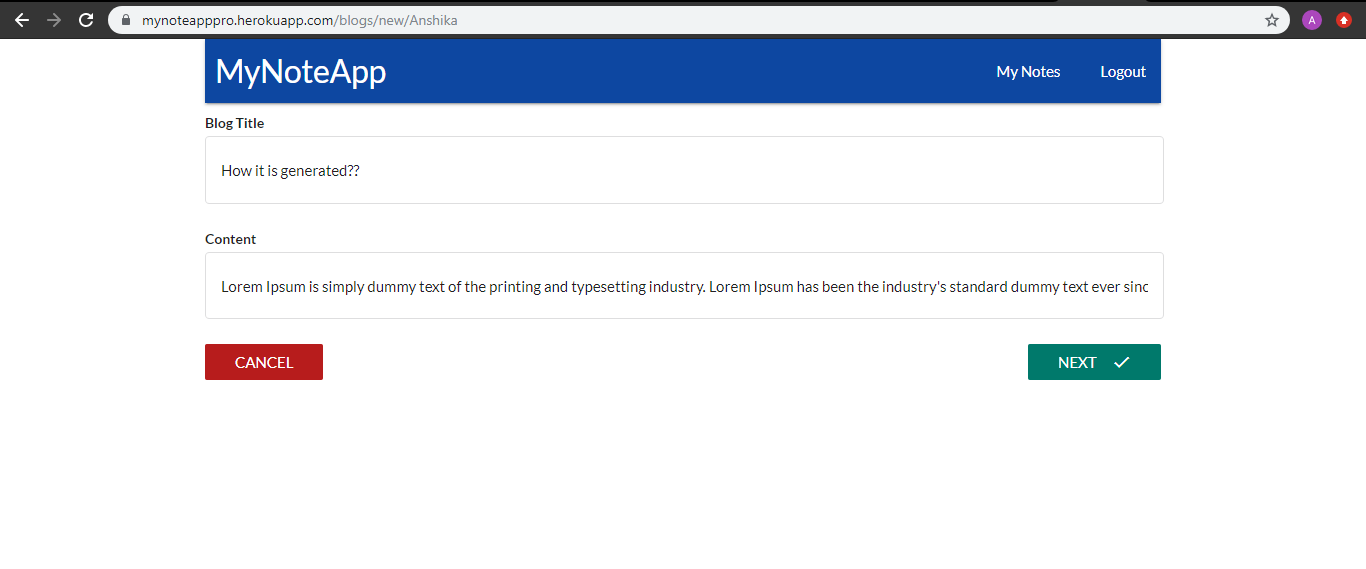 mynoteapppro.herokuapp.com/blogs/new/Anshika
A
MyNoteApp
My Notes
Logout
Blog Title
How it is generated??
Content
Lorem Ipsum is simply dummy text of the printing and typesetting industry. Lorem Ipsum has been the industry's standard dummy text ever sinc
CANCEL
NEXT